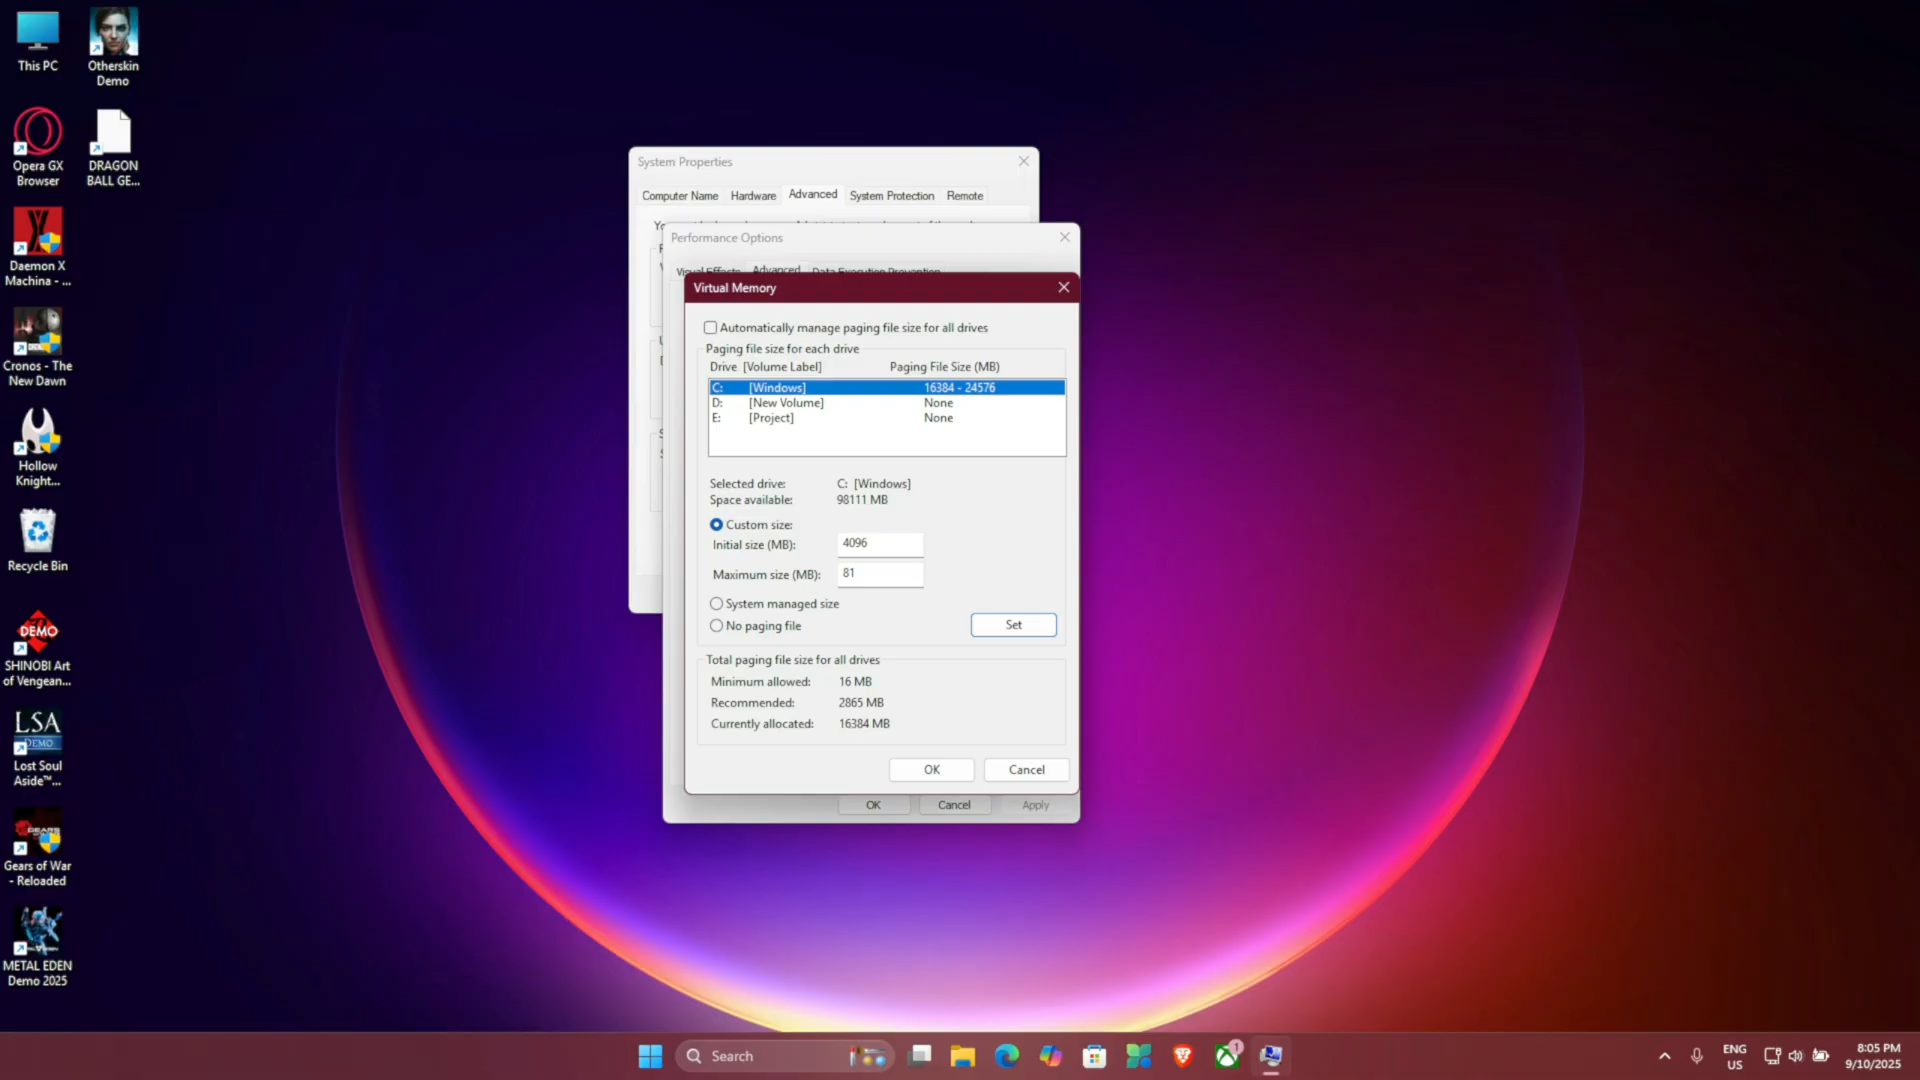 This PC
Otherskin
Demo
Opera GX
Browser
DRAGON
BALL GE...
Daemon X
Machina - ...
Cronos - The
New Dawn
Hollow
Knight...
Recycle Bin
DEMO
SHINOBI Art
of Vengean...
LSA
DEMO
Lost Soul
Aside™...
GEARS
Gears of War
- Reloaded
METAL EDEN
Demo 2025
System Properties
Computer Name Hardware Advanced System Protection Remote
Performance Options
Visual Effects Advanced Data Execution Prevention
Virtual Memory
Automatically manage paging file size for all drives
Paging file size for each drive
Drive [Volume Label] Paging File Size (MB)
C: [Windows] 16384 - 24576
D: [New Volume] None
E: [Project] None
Selected drive: C: [Windows]
Space available: 98111 MB
Custom size:
Initial size (MB): 4096
Maximum size (MB): 81
System managed size
No paging file
Set
Total paging file size for all drives
Minimum allowed: 16 MB
Recommended: 2865 MB
Currently allocated: 16384 MB
OK Cancel
OK Cancel Apply
Search
1
ENG
US
8:05 PM
9/10/2025